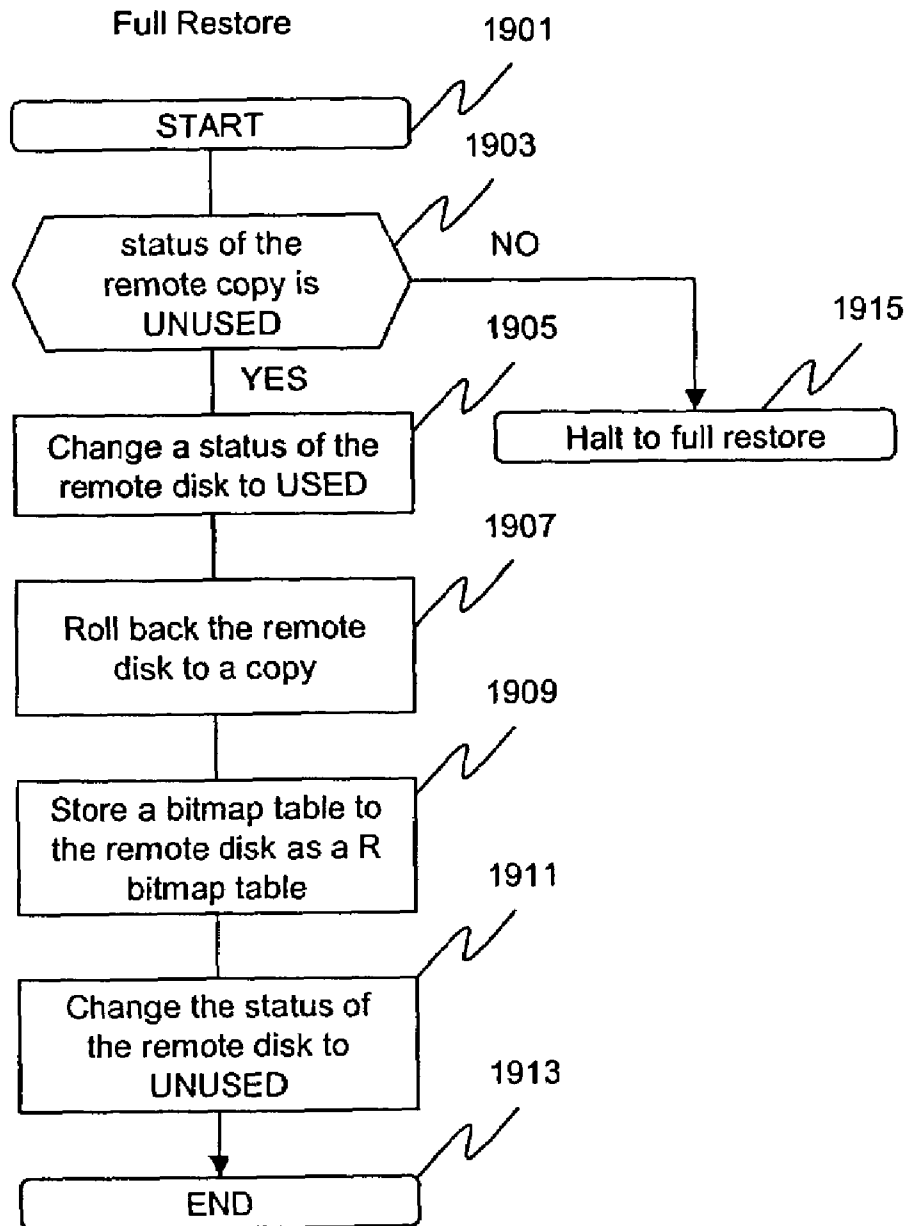 Full Restore
1901
START
1903
status of the
remote copy is
UNUSED
NO
1905
1915
YES
Change a status of the
remote disk to USED
Halt to full restore
1907
Roll back the remote
disk to a copy
1909
Store a bitmap table to
the remote disk as a R
bitmap table
1911
Change the status of
the remote disk to
UNUSED
1913
END